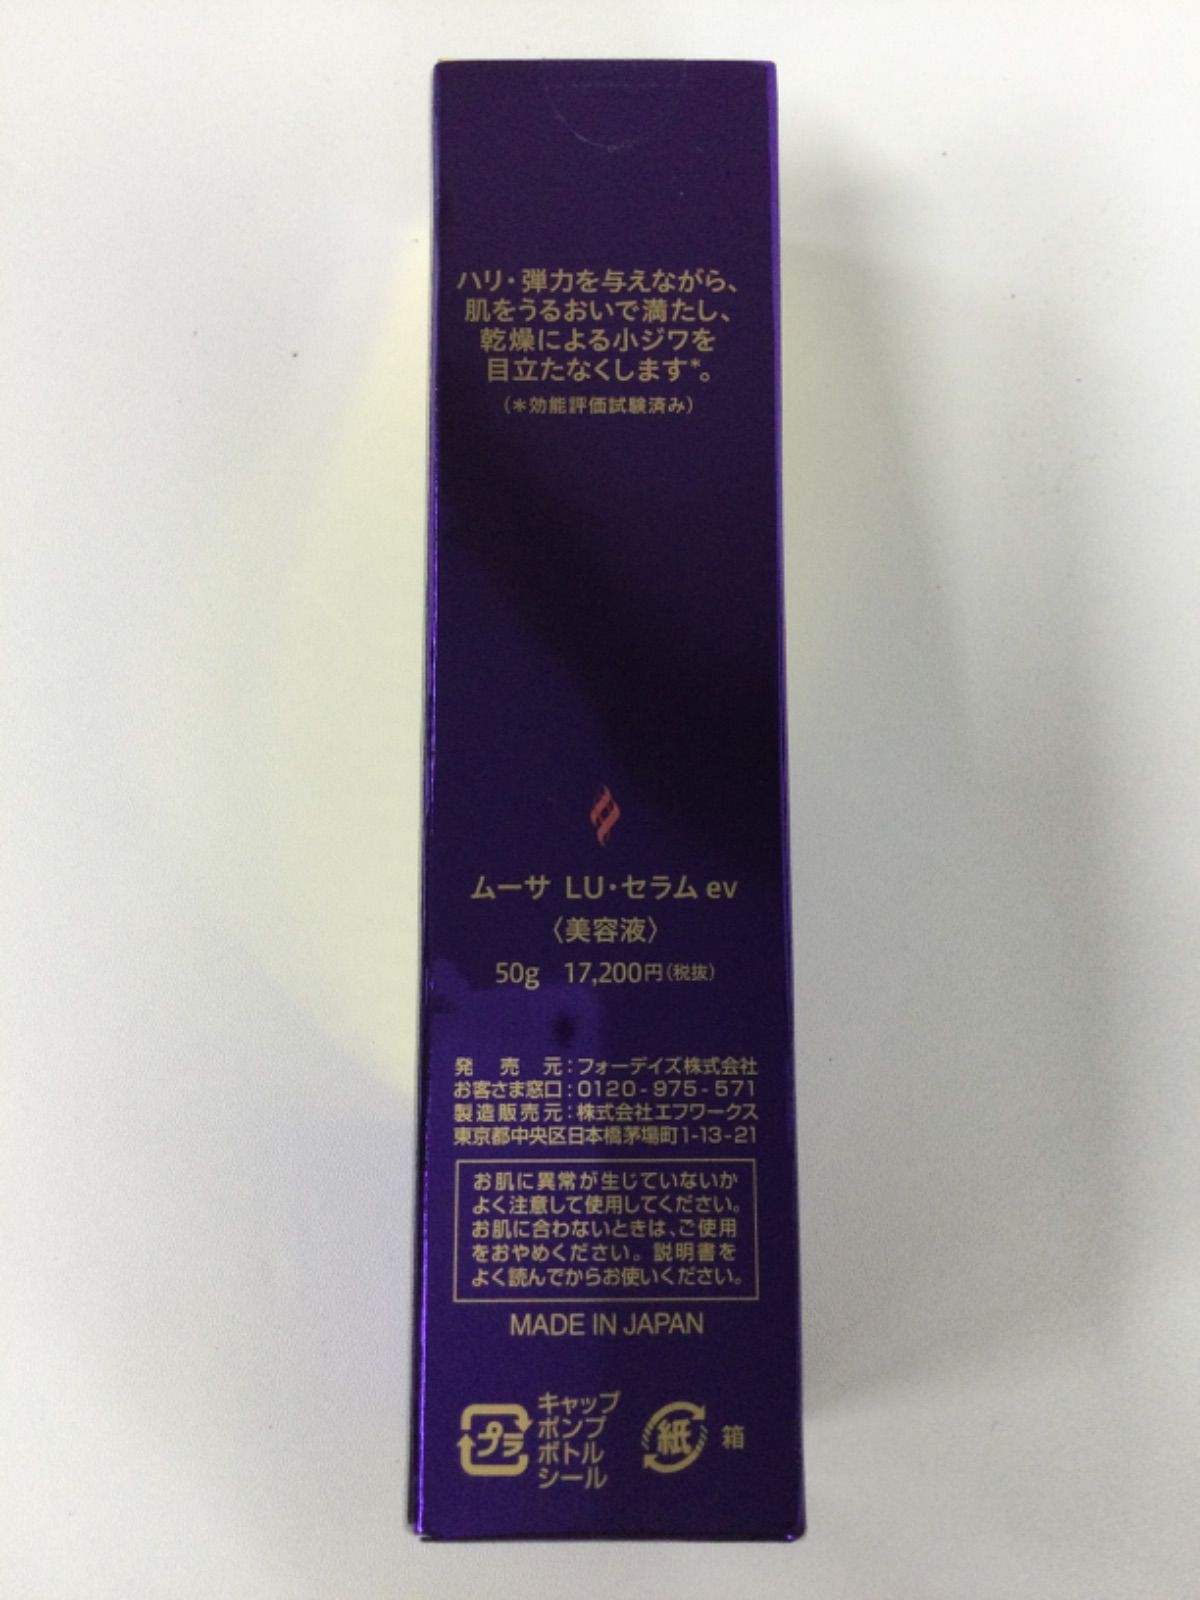 ハリ・弾力を与えながら、
肌をうるおいで満たし、
乾燥による小ジワを
目立たなくします*。
(*効能評価試験済み)
ムーサ LU・セラム ev
〈美容液〉
50g 17,200円(税抜)
発売元:フォーデイズ株式会社
お客さま窓口:0120-975-571
製造販売元:株式会社エフワークス
東京都中央区日本橋茅場町1-13-21
お肌に異常が生じていないか
よく注意して使用してください。
お肌に合わないときは、ご使用
をおやめください。説明書を
よく読んでからお使いください。
MADE IN JAPAN
プラ
キャップ
ポンプ
ボトル
シール
紙 箱